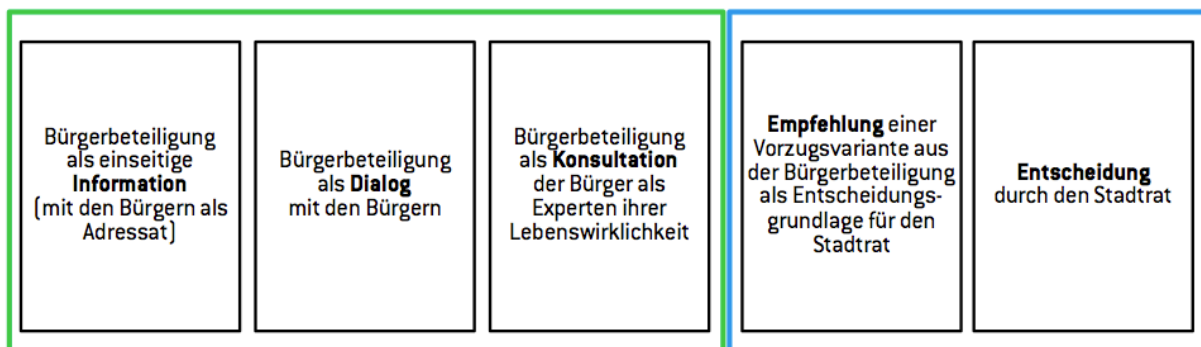 Bürgerbeteiligung
als einseitige
Information
(mit den Bürgern als
Adressat)
Bürgerbeteiligung
als Dialog
mit den Bürgern
Bürgerbeteiligung
als Konsultation
der Bürger als
Experten ihrer
Lebenswirklichkeit
Empfehlung einer
Vorzugsvariante aus
der Bürgerbeteiligung
als Entscheidungs-
grundlage für den
Stadtrat
Entscheidung
durch den Stadtrat